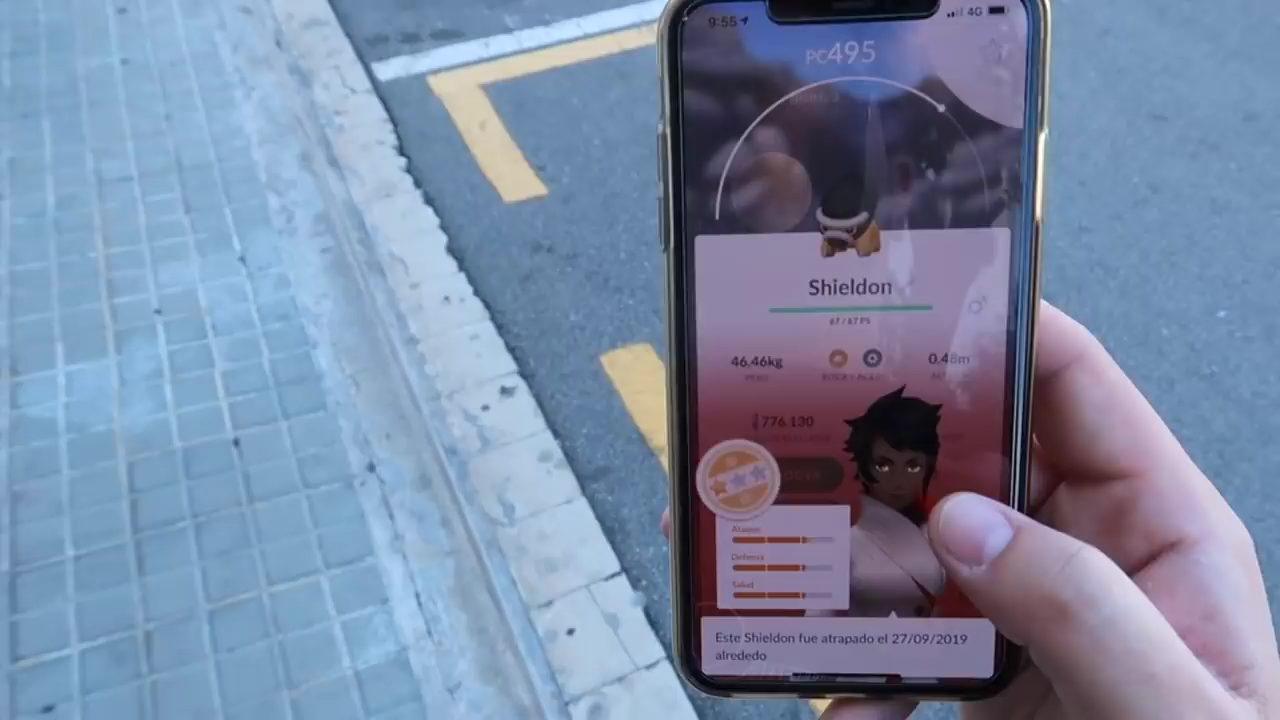 9:55
4G
PC495
Shieldon
67 / 67 PS
46.46kg
0.48m
PESO
776.130
Ataque
Defensa
Salud
Este Shieldon fue atrapado el 27/09/2019
alrededo